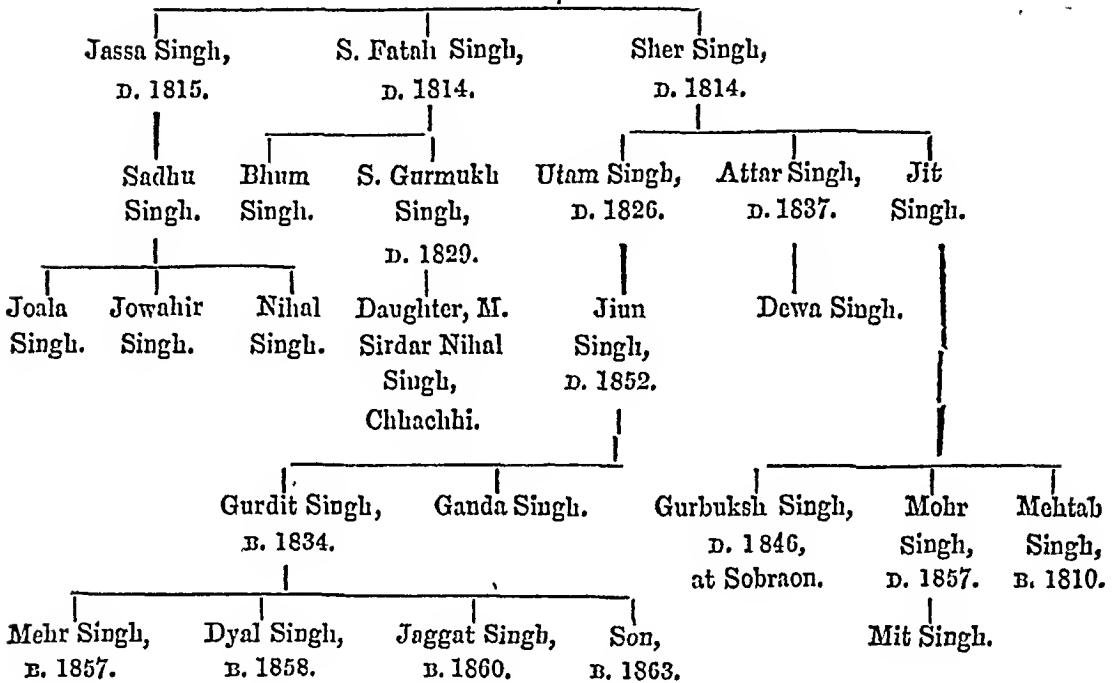 Jassa Singh, S. Fatah Singh, Sher Singh,
D. 1815. D. 1814. D. 1814.
Sadhu Bhum S. Gurmukh Utam Singh, Attar Singh, Jit
Singh. Singh. Singh, D. 1826. D. 1837. Singh.
D. 1829.
Joala Jowahir Nihal Daughter, M. Jiun Dewa Singh.
Singh. Singh. Singh. Sirdar Nihal Singh,
Singh, D. 1852.
Chhachhi.
Gurdit Singh, Ganda Singh. Gurbuksh Singh, Mohr Mehtab
B. 1834. D. 1846, Singh, Singh,
at Sobraon. D. 1857. B. 1810.
Mehr Singh, Dyal Singh, Jaggat Singh, Son, Mit Singh.
B. 1857. B. 1858. B. 1860. B. 1863.